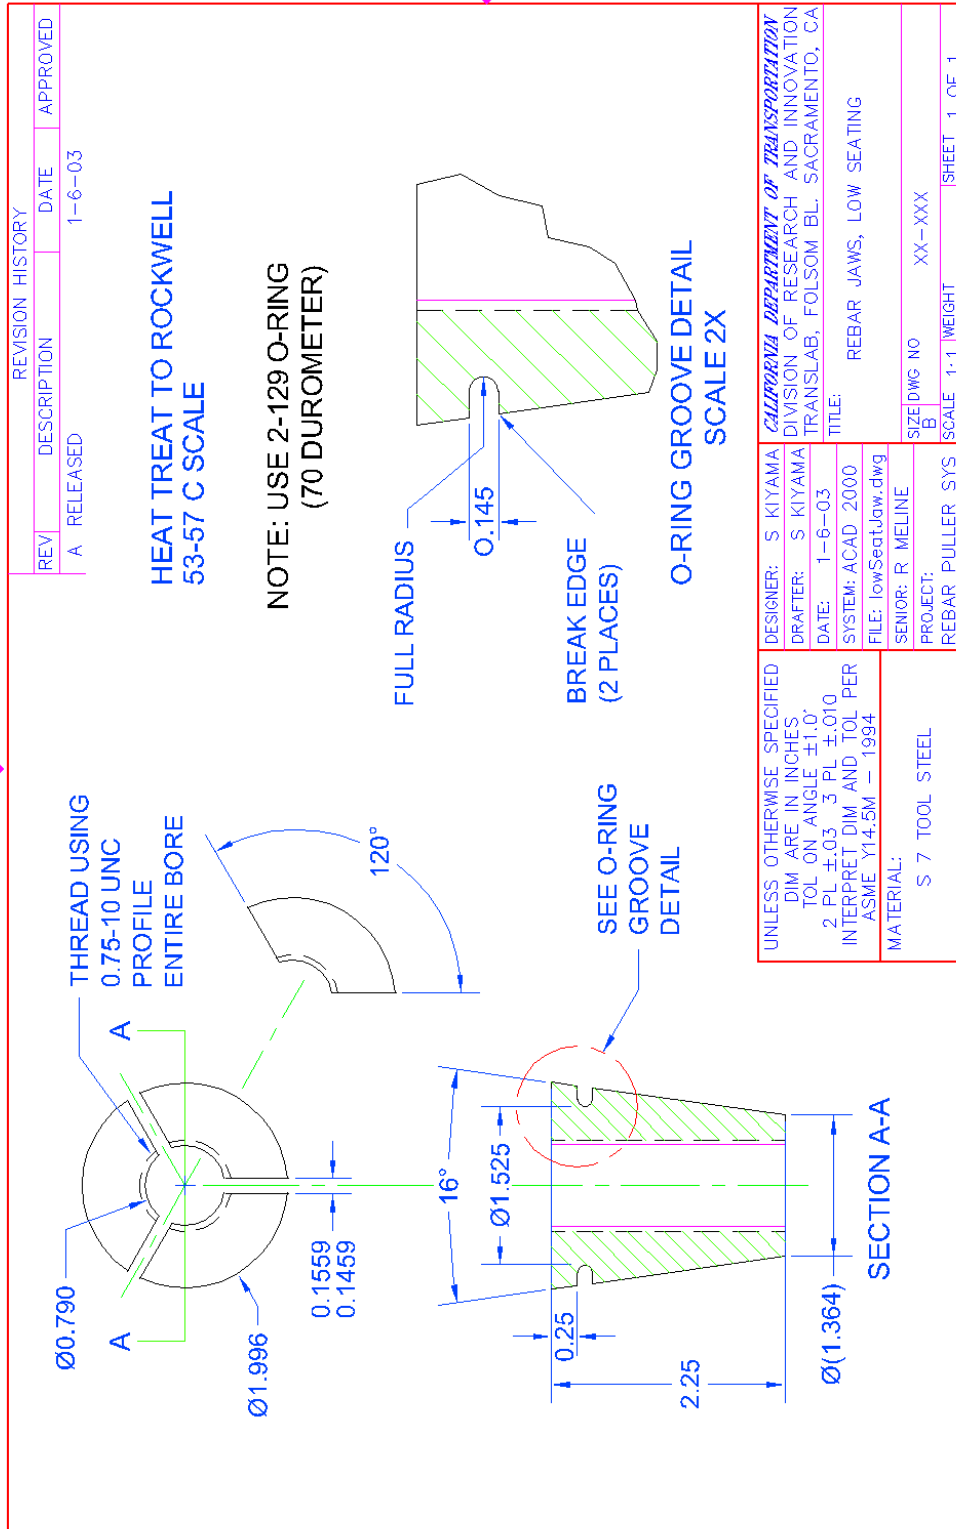 REVISION HISTORY
REV DESCRIPTION DATE APPROVED
A RELEASED 1-6-03
HEAT TREAT TO ROCKWELL
53-57 C SCALE
NOTE: USE 2-129 O-RING
(70 DUROMETER)
THREAD USING
0.75-10 UNC
PROFILE
ENTIRE BORE
Ø0.790
A
A
Ø1.996
0.1559
0.1459
120°
16°
Ø1.525
0.25
2.25
Ø(1.364)
SECTION A-A
SEE O-RING
GROOVE
DETAIL
FULL RADIUS
0.145
BREAK EDGE
(2 PLACES)
O-RING GROOVE DETAIL
SCALE 2X
UNLESS OTHERWISE SPECIFIED
DIM ARE IN INCHES
TOL ON ANGLE ±1.0°
2 PL ±.03 3 PL ±.010
INTERPRET DIM AND TOL PER
ASME Y14.5M – 1994
MATERIAL:
S 7 TOOL STEEL
DESIGNER: S KIYAMA
DRAFTER: S KIYAMA
DATE: 1-6-03
SYSTEM: ACAD 2000
FILE: lowSeatJaw.dwg
SENIOR: R MELINE
PROJECT:
REBAR PULLER SYS
CALIFORNIA DEPARTMENT OF TRANSPORTATION
DIVISION OF RESEARCH AND INNOVATION
TRANSLAB, FOLSOM BL. SACRAMENTO, CA
TITLE:
REBAR JAWS, LOW SEATING
SIZE DWG NO
B XX-XXX
SCALE 1:1 WEIGHT SHEET 1 OF 1